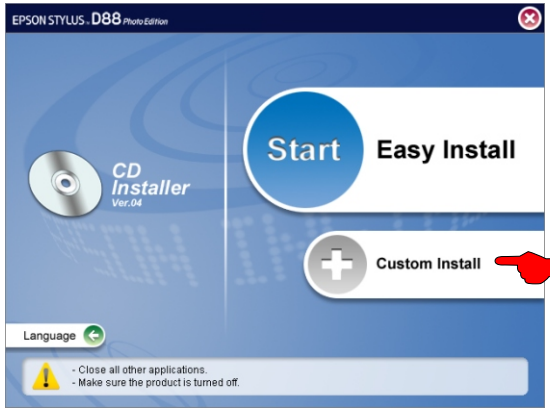 EPSON STYLUS™ D88 Photo Edition
Start
Easy Install
CD
Installer
Ver.04
Custom Install
Language
- Close all other applications.
- Make sure the product is turned off.